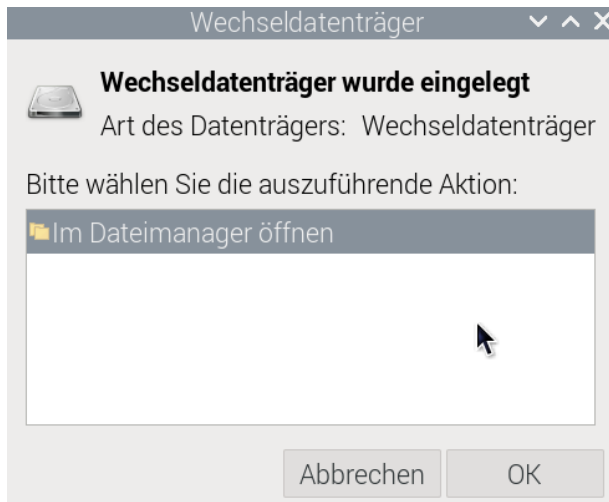 Wechseldatenträger
Wechseldatenträger wurde eingelegt
Art des Datenträgers: Wechseldatenträger
Bitte wählen Sie die auszuführende Aktion:
Im Dateimanager öffnen
Abbrechen OK